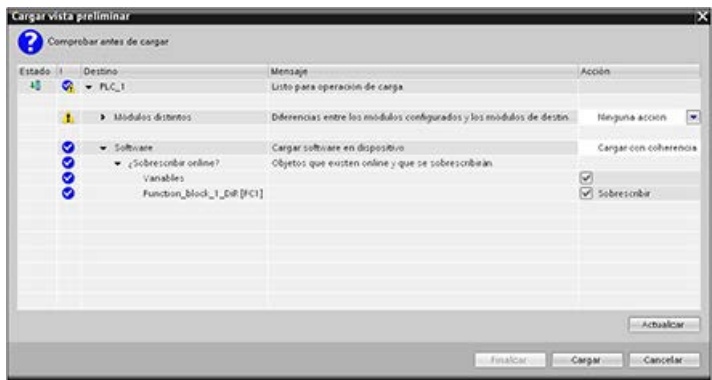 Cargar vista preliminar
Comprobar antes de cargar
Estado ! Destino Mensaje Acción
PLC_1 Listo para operación de carga.
Módulos distintos Diferencias entre los módulos configurados y los módulos de destin... Ninguna acción
Software Cargar software en dispositivo Cargar con coherencia
¿Sobrescribir online? Objetos que existen online y que se sobrescribirán.
Variables
Function_block_1_DiR [FC1] Sobrescribir
Actualizar
Finalizar Cargar Cancelar